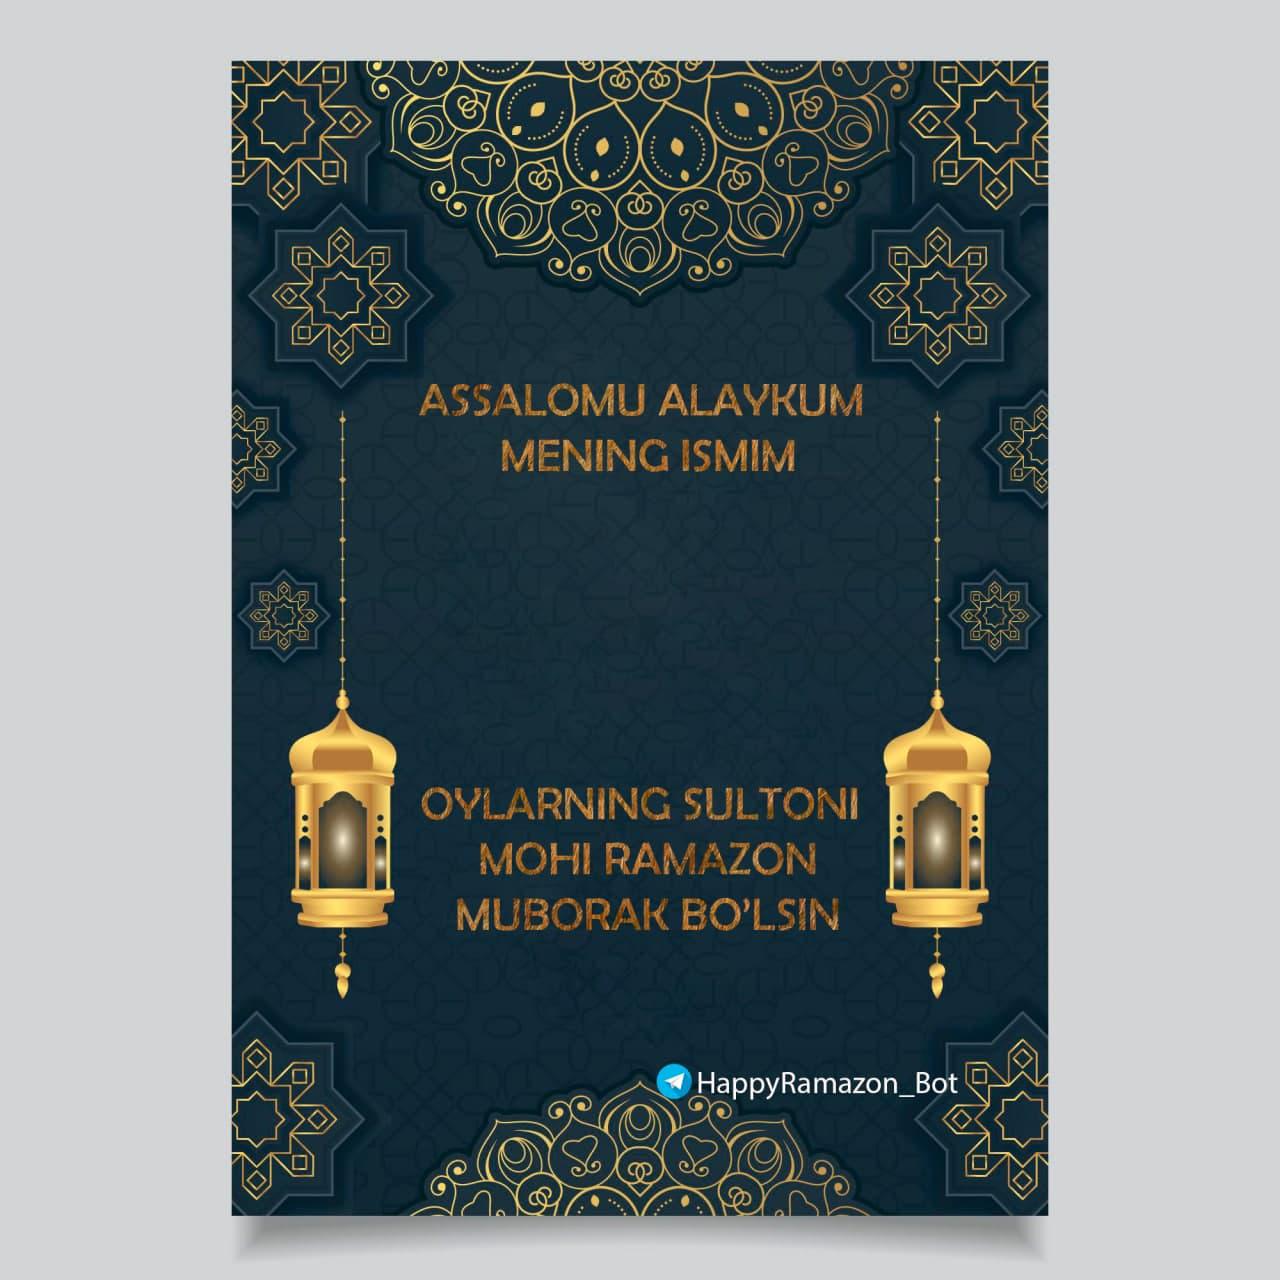 ASSALOMU ALAYKUM
MENING ISMIM
OYLARNING SULTONI
MOHI RAMAZON
MUBORAK BO’LSIN
HappyRamazon_Bot